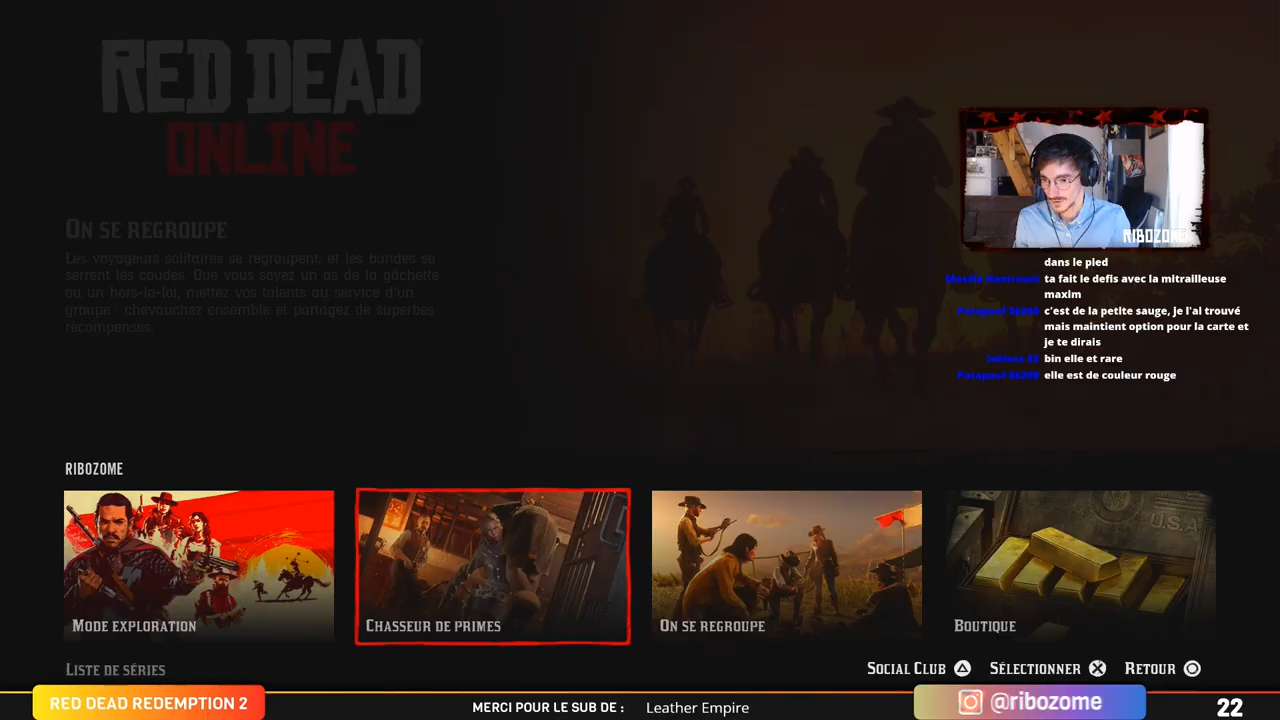 RED DEAD
ONLINE
ON SE REGROUPE
Les voyageurs solitaires se regroupent, et les bandes se
serrent les coudes. Que vous soyez un as de la gâchette
ou un hors-la-loi, mettez vos talents au service d'un
groupe : chevauchez ensemble et partagez de superbes
récompenses.
RIBOZOME
dans le pied
ta fait le defis avec la mitrailleuse
maxim
Patapouf 86200 c'est de la petite sauge, je l'ai trouvé
mais maintient option pour la carte et
je te dirais
bin elle et rare
Patapouf 86200 elle est de couleur rouge
RIBOZOME
MODE EXPLORATION
CHASSEUR DE PRIMES
ON SE REGROUPE
U.S.A
BOUTIQUE
LISTE DE SÉRIES
SOCIAL CLUB
SÉLECTIONNER
RETOUR
RED DEAD REDEMPTION 2
MERCI POUR LE SUB DE : Leather Empire
@ribozome
22